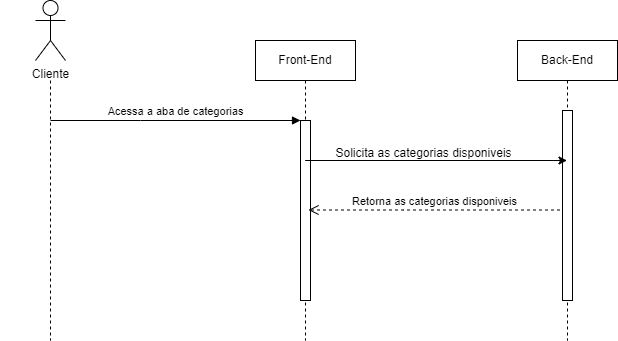 Cliente
Front-End
Back-End
Acessa a aba de categorias
Solicita as categorias disponiveis
Retorna as categorias disponiveis